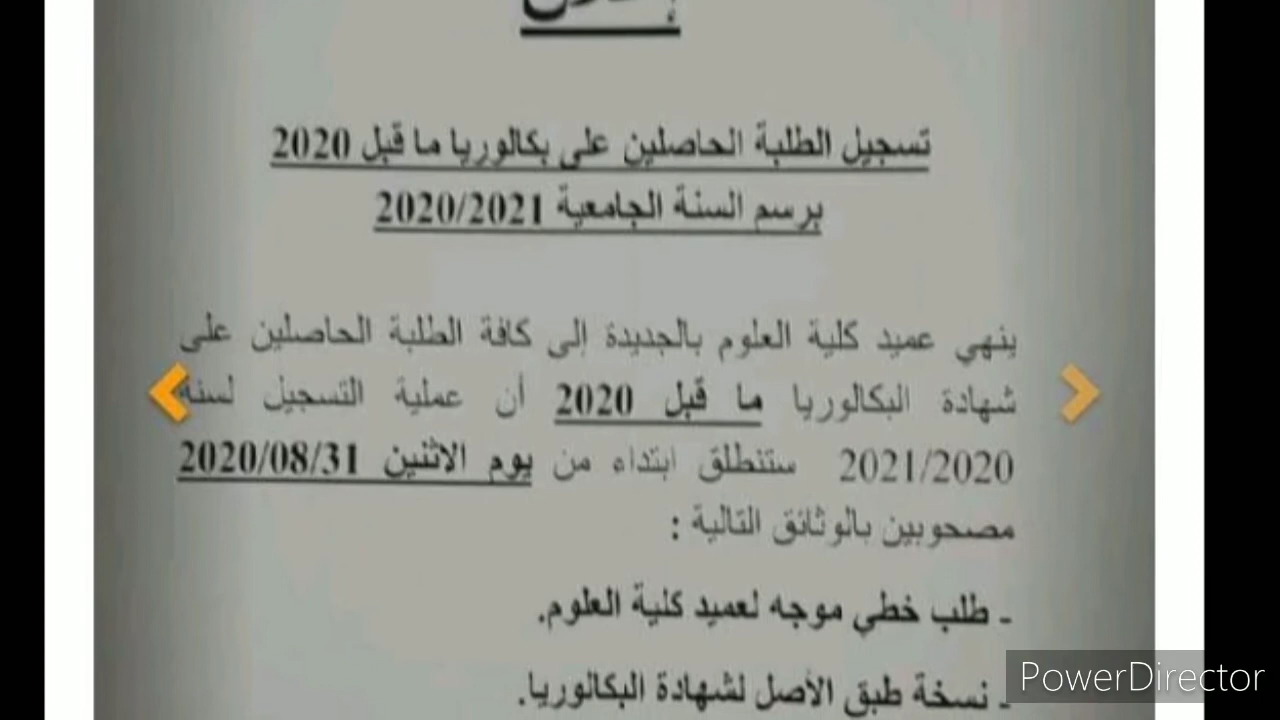 إعلان
تسجيل الطلبة الحاصلين على بكالوريا ما قبل 2020
برسم السنة الجامعية 2020/2021
ينهي عميد كلية العلوم بالجديدة إلى كافة الطلبة الحاصلين على
شهادة البكالوريا ما قبل 2020 أن عملية التسجيل لسنة
2021/2020 ستنطلق ابتداء من يوم الاثنين 2020/08/31
مصحوبين بالوثائق التالية :
- طلب خطي موجه لعميد كلية العلوم.
- نسخة طبق الأصل لشهادة البكالوريا.
PowerDirector